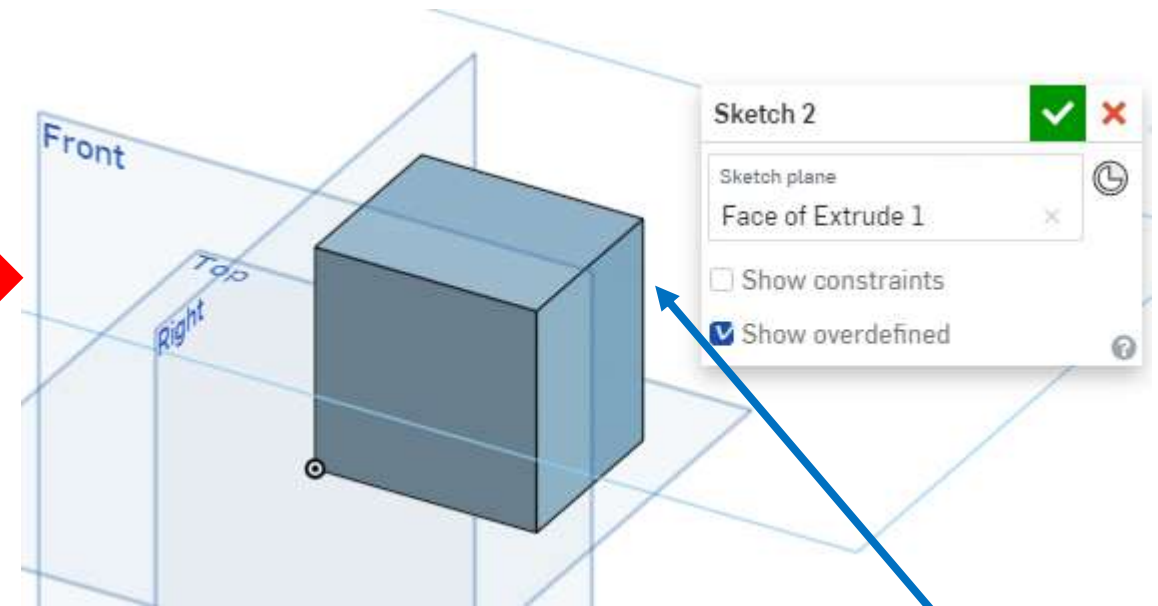 Front
Top
Right
Sketch 2
Sketch plane
Face of Extrude 1
Show constraints
Show overdefined